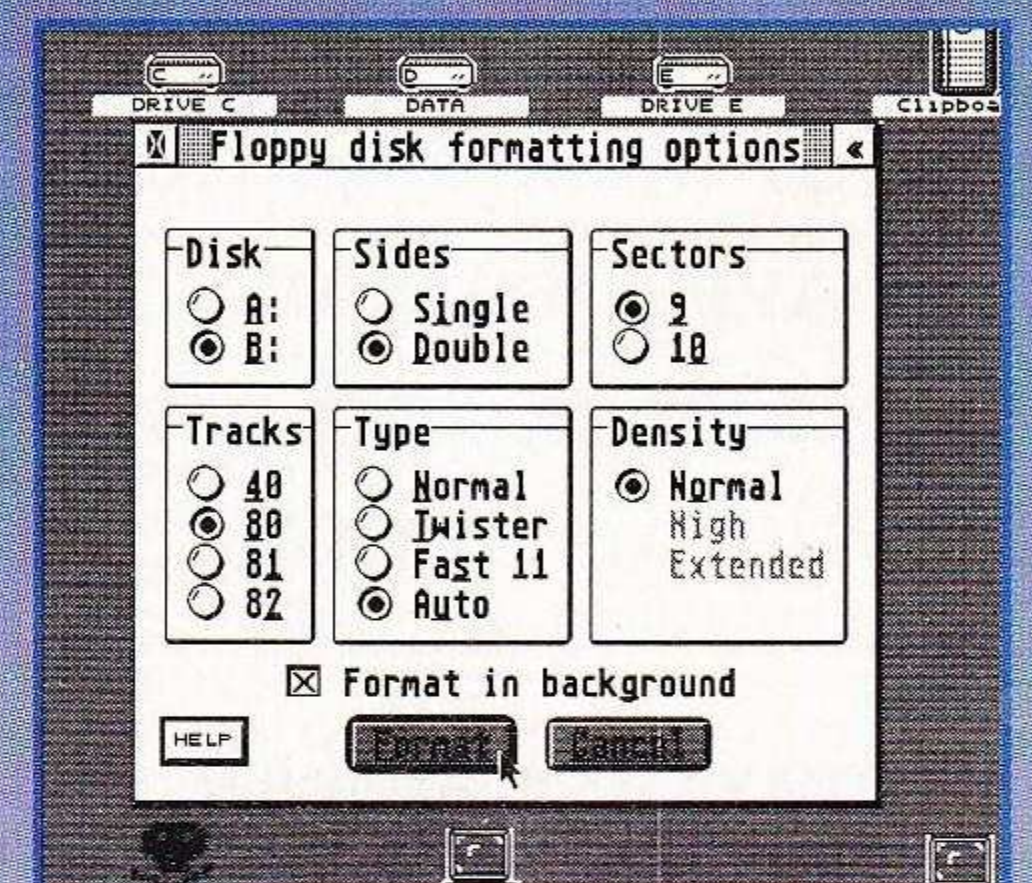 C
D
E
DRIVE C
DATA
DRIVE E
Clipboa
Floppy disk formatting options
Disk
A:
B:
Sides
Single
Double
Sectors
9
10
Tracks
40
80
81
82
Type
Normal
Twister
Fast 11
Auto
Density
Normal
High
Extended
Format in background
HELP
Format
Cancel